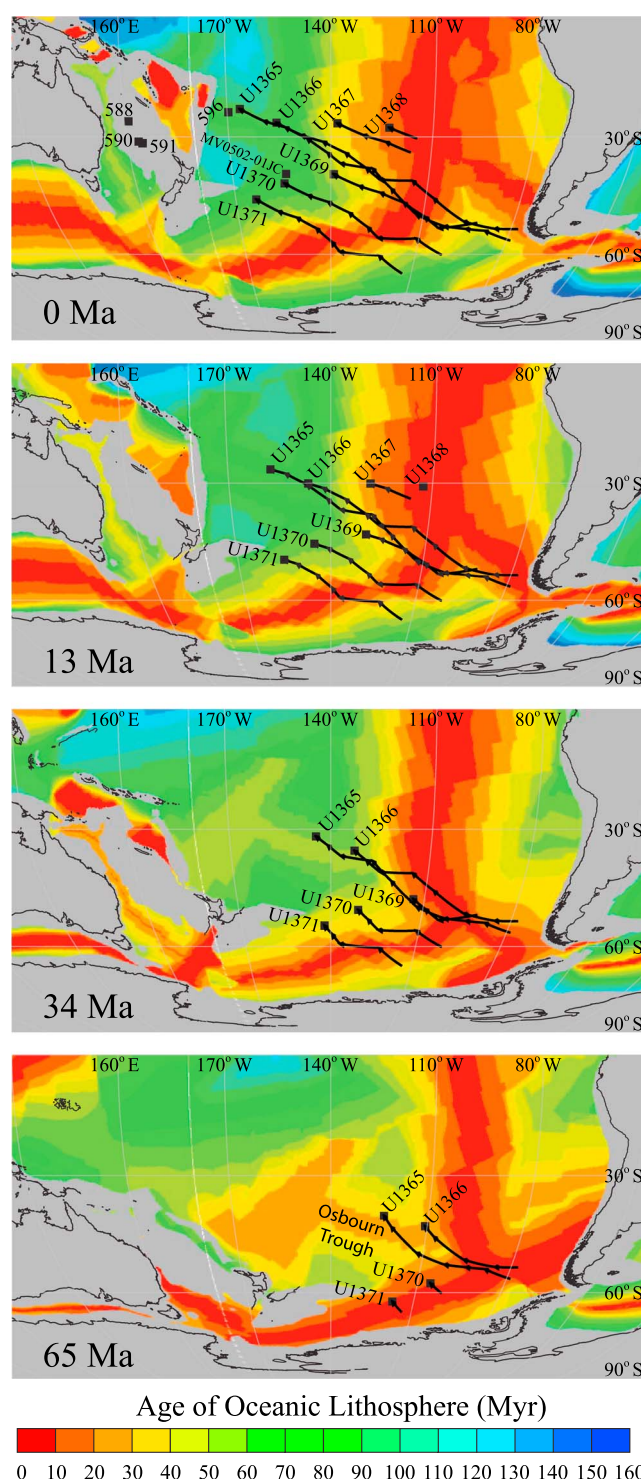 160° E 170° W 140° W 110° W 80° W
588
590
591
596
U1365
U1366
U1367
U1368
MV0502-01JC
U1369
U1370
U1371
30° S
60° S
90° S
0 Ma
160° E 170° W 140° W 110° W 80° W
U1365
U1366
U1367
U1368
U1369
U1370
U1371
30° S
60° S
90° S
13 Ma
160° E 170° W 140° W 110° W 80° W
U1365
U1366
U1369
U1370
U1371
30° S
60° S
90° S
34 Ma
160° E 170° W 140° W 110° W 80° W
U1365
U1366
Osbourn
Trough
U1370
U1371
30° S
60° S
90° S
65 Ma
Age of Oceanic Lithosphere (Myr)
0 10 20 30 40 50 60 70 80 90 100 110 120 130 140 150